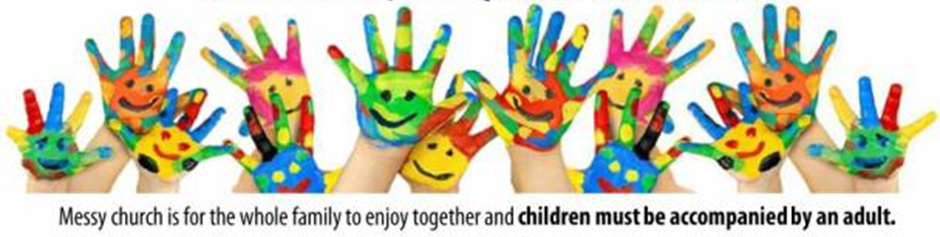 Messy church is for the whole family to enjoy together and children must be accompanied by an adult.